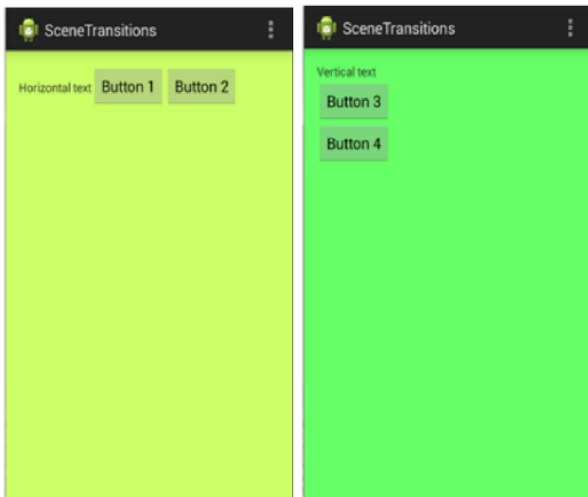 SceneTransitions
Horizontal text Button 1 Button 2
SceneTransitions
Vertical text
Button 3
Button 4